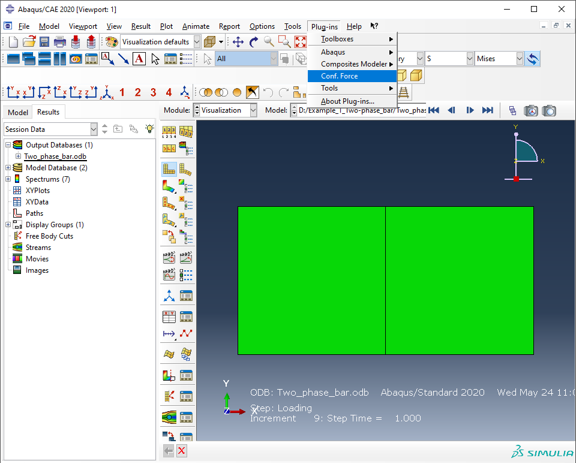 Abaqus/CAE 2020 [Viewport: 1]
File Model Viewport View Result Plot Animate Report Options Tools Plug-ins Help
Visualization defaults
Toolboxes
Abaqus
Composites Modeler
Conf. Force
Tools
About Plug-ins...
All
S
Mises
1 2 3 4
Model Results
Module: Visualization Model: D:/Example_1_Two-phase_bar/Two_
Session Data
Output Databases (1)
Two_phase_bar.odb
Model Database (1)
Spectrums (7)
XYPlots
XYData
Paths
Display Groups (1)
Free Body Cuts
Streams
Movies
Images
Y
X
Z
Y
X
ODB: Two_phase_bar.odb Abaqus/Standard 2020 Wed May 24 11:
Step: Loading
Increment 9: Step Time = 1.000
SIMULIA